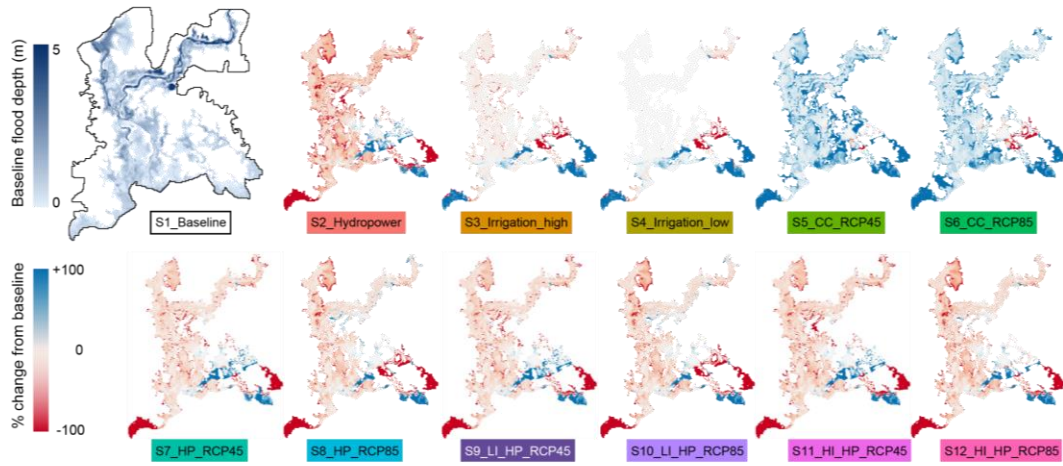 Baseline flood depth (m)
5
0
S1_Baseline
S2_Hydropower
S3_Irrigation_high
S4_Irrigation_low
S5_CC_RCP45
S6_CC_RCP85
% change from baseline
+100
0
-100
S7_HP_RCP45
S8_HP_RCP85
S9_LI_HP_RCP45
S10_LI_HP_RCP85
S11_HI_HP_RCP45
S12_HI_HP_RCP85